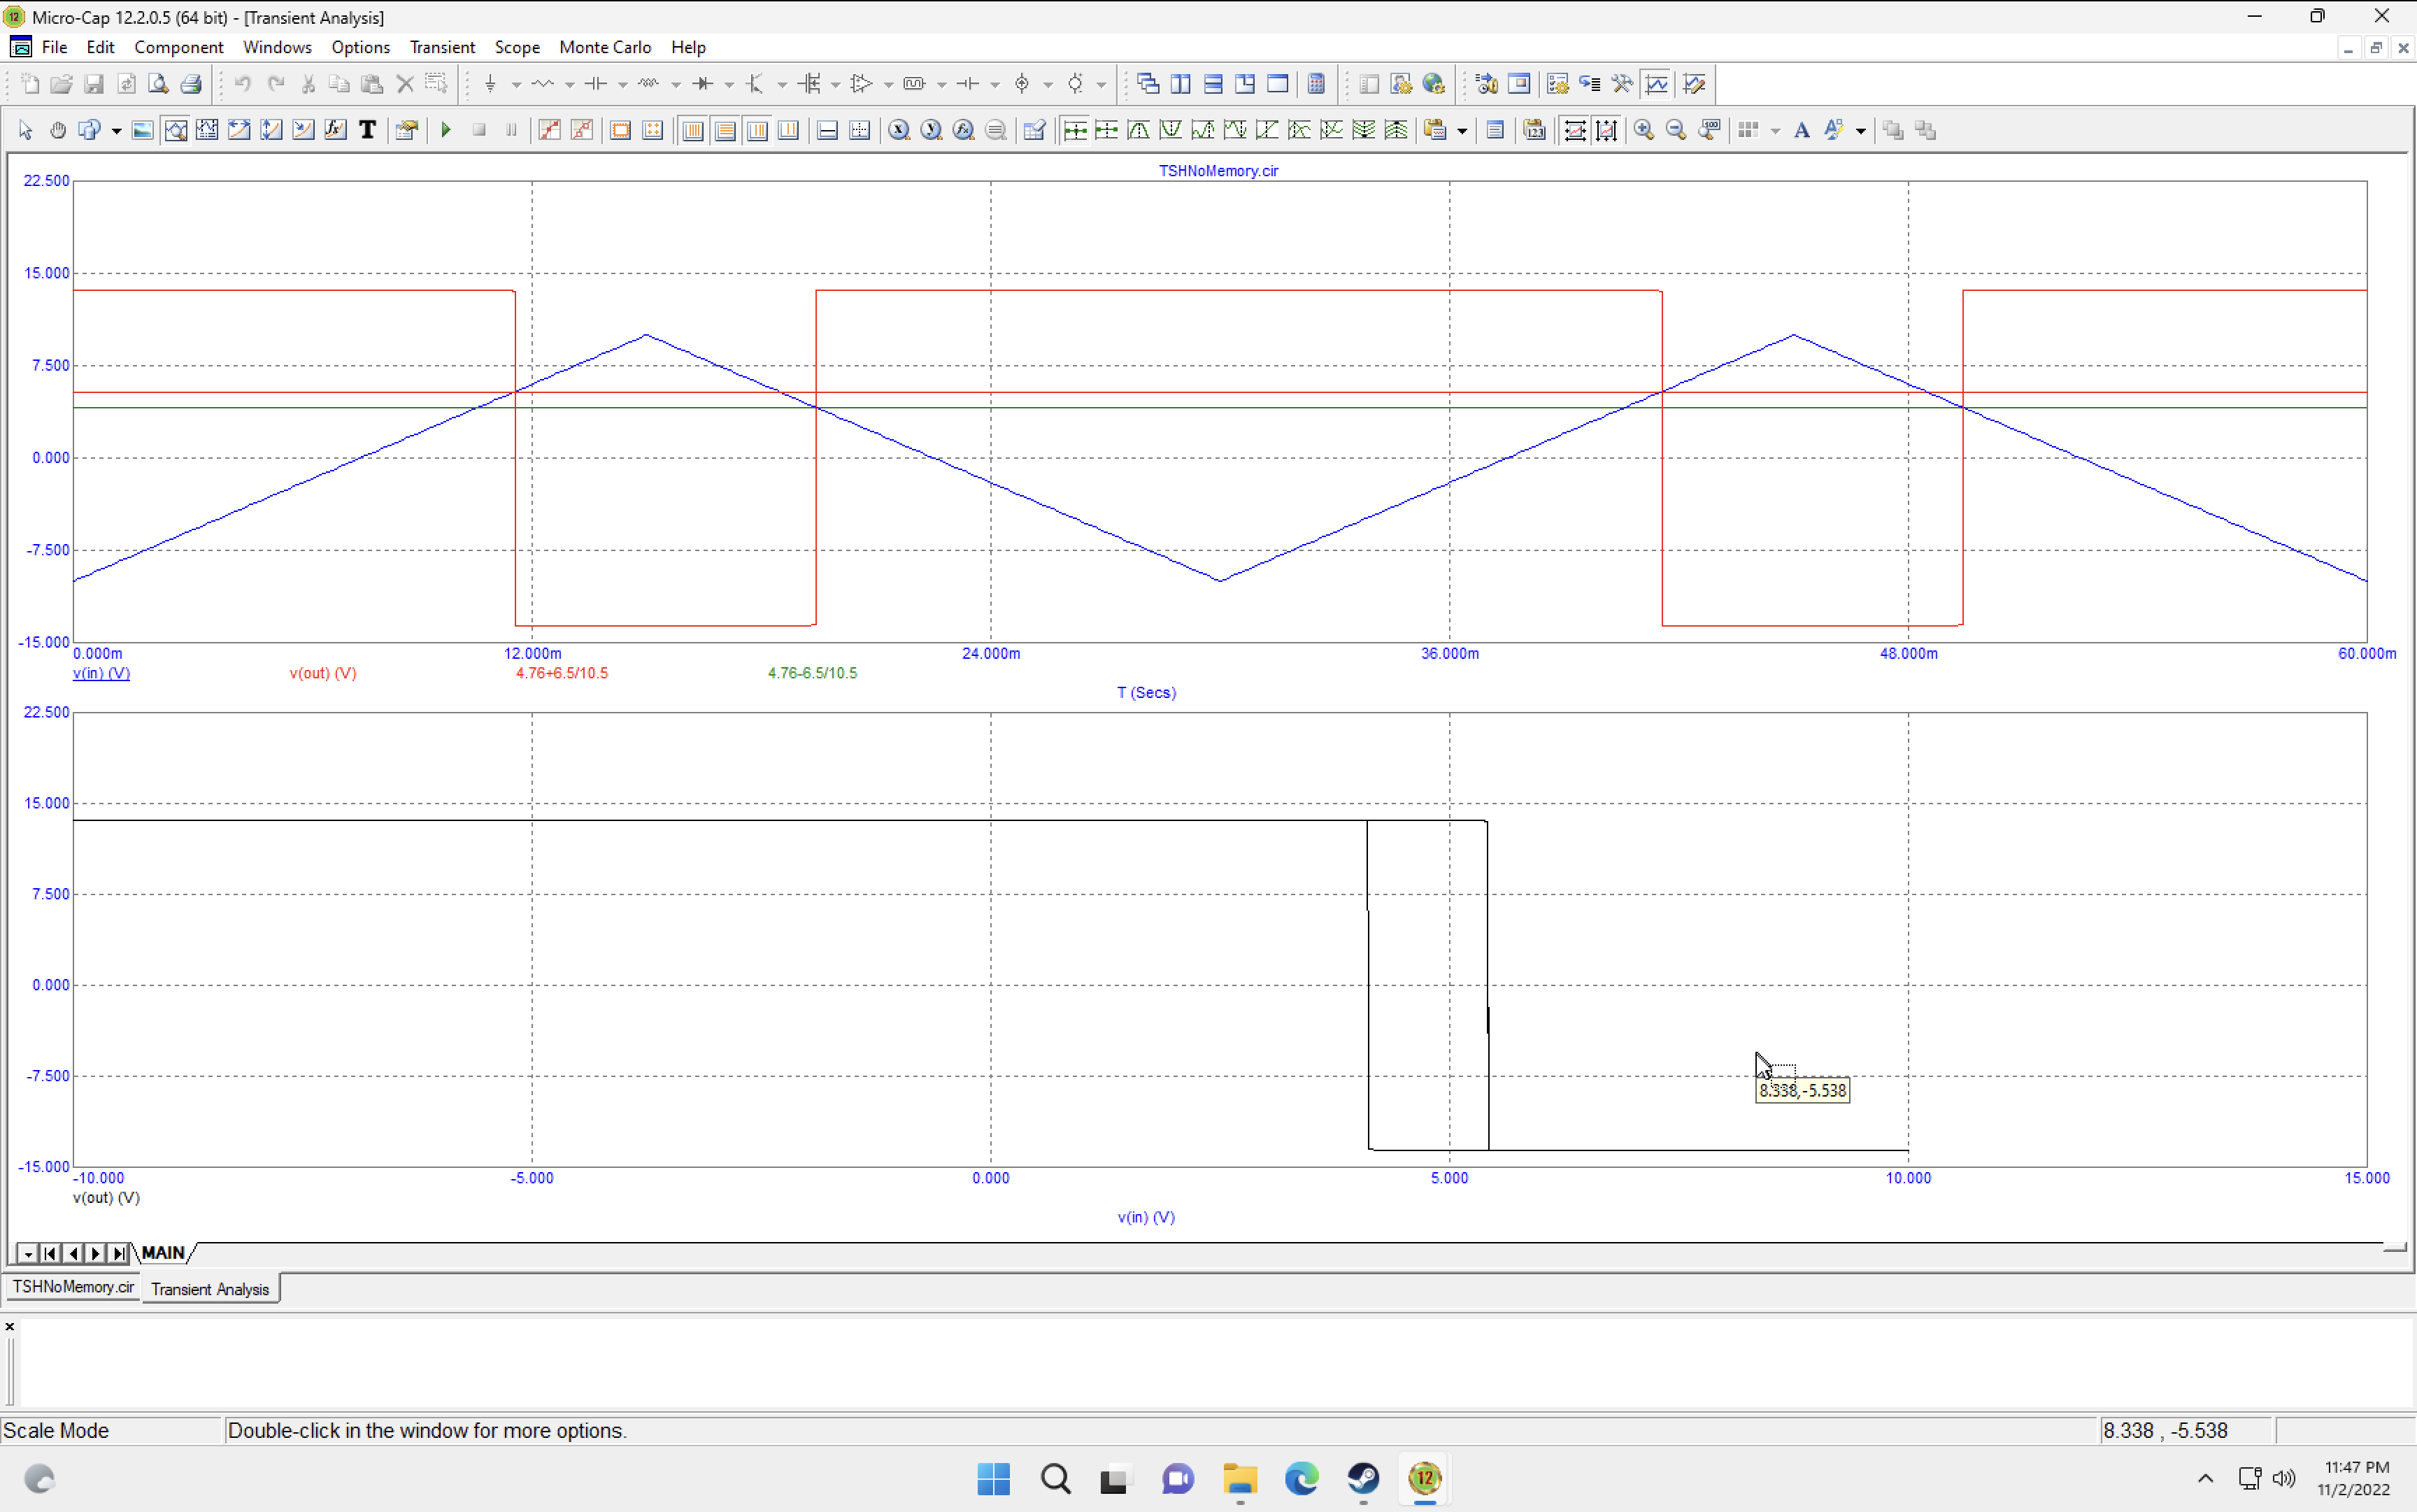 Micro-Cap 12.2.0.5 (64 bit) - [Transient Analysis]
File Edit Component Windows Options Transient Scope Monte Carlo Help
TSHNoMemory.cir
22.500
15.000
7.500
0.000
-7.500
-15.000
0.000m 12.000m 24.000m 36.000m 48.000m 60.000m
v(in) (V) v(out) (V) 4.76+6.5/10.5 4.76-6.5/10.5
T (Secs)
22.500
15.000
7.500
0.000
-7.500
8.338,-5.538
-15.000
-10.000 -5.000 0.000 5.000 10.000 15.000
v(out) (V)
v(in) (V)
MAIN
TSHNoMemory.cir Transient Analysis
Scale Mode Double-click in the window for more options. 8.338 , -5.538
12
11:47 PM
11/2/2022